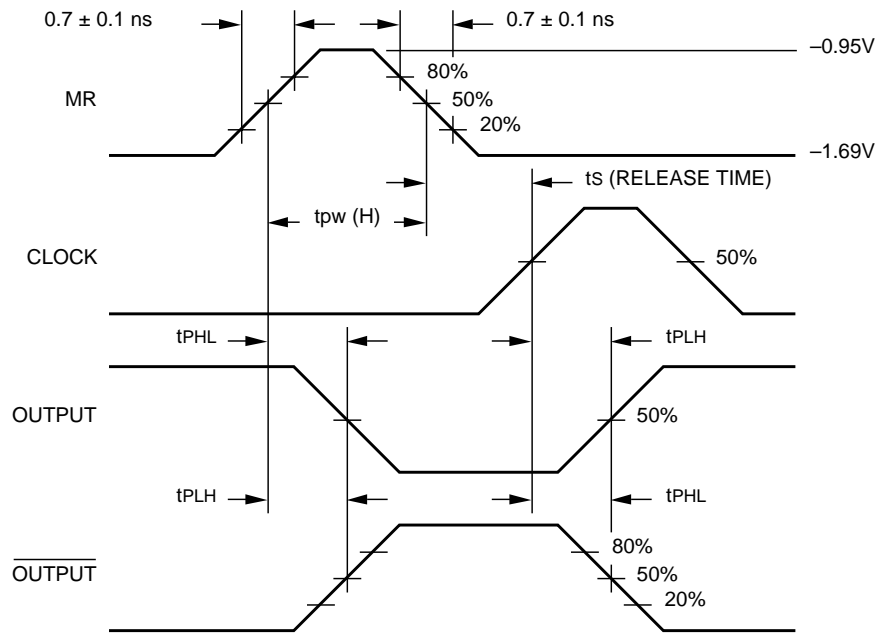 0.7 ± 0.1 ns
0.7 ± 0.1 ns
–0.95V
80%
MR
50%
20%
–1.69V
tS (RELEASE TIME)
tpw (H)
CLOCK
50%
tPHL
tPLH
OUTPUT
50%
tPLH
tPHL
80%
OUTPUT
50%
20%